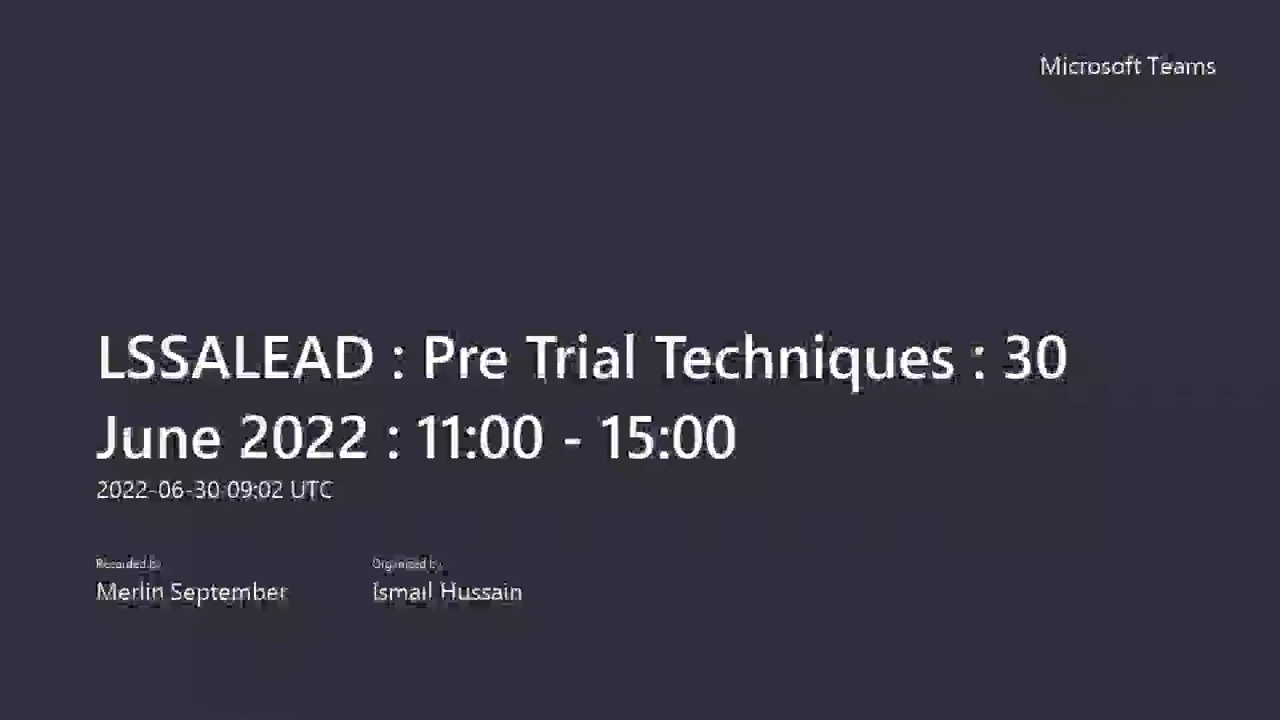 Microsoft Teams
LSSALEAD : Pre Trial Techniques : 30
June 2022 : 11:00 - 15:00
2022-06-30 09:02 UTC
Recorded by
Organized by
Merlin September
Ismail Hussain